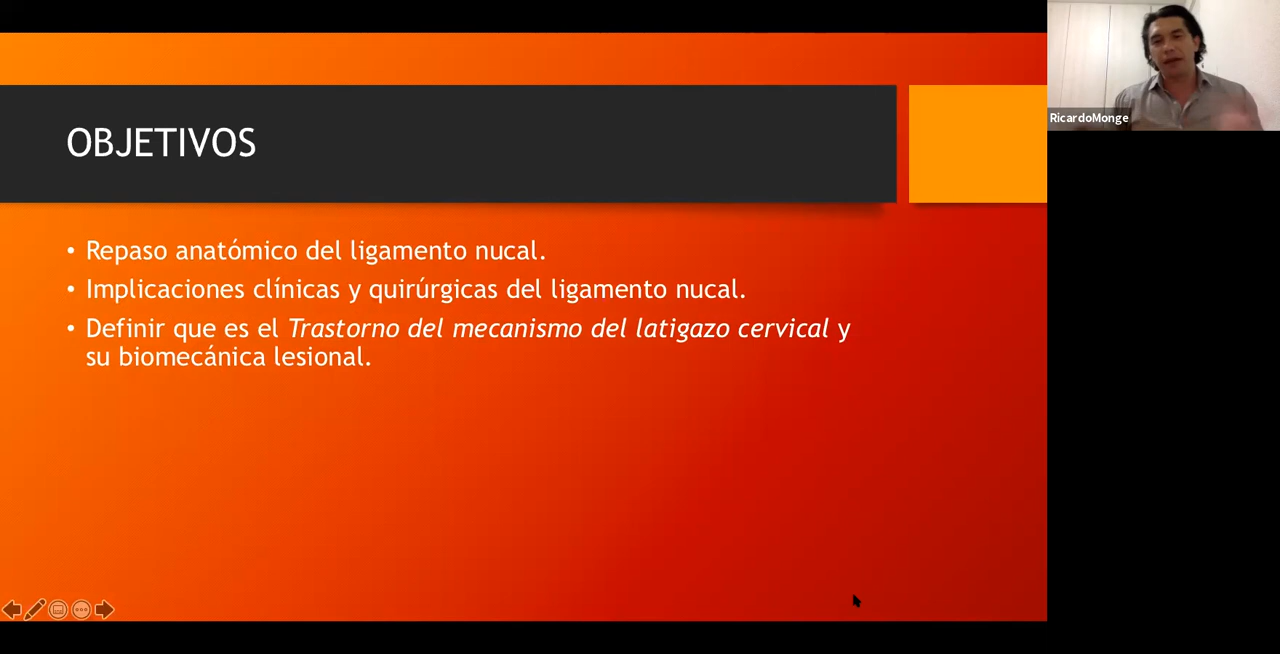 OBJETIVOS
• Repaso anatómico del ligamento nucal.
• Implicaciones clínicas y quirúrgicas del ligamento nucal.
• Definir que es el Trastorno del mecanismo del latigazo cervical y
su biomecánica lesional.
RicardoMonge